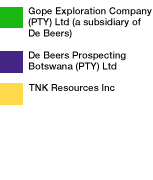 Gope Exploration Company
(PTY) Ltd (a subsidiary of
De Beers)
De Beers Prospecting
Botswana (PTY) Ltd
TNK Resources Inc